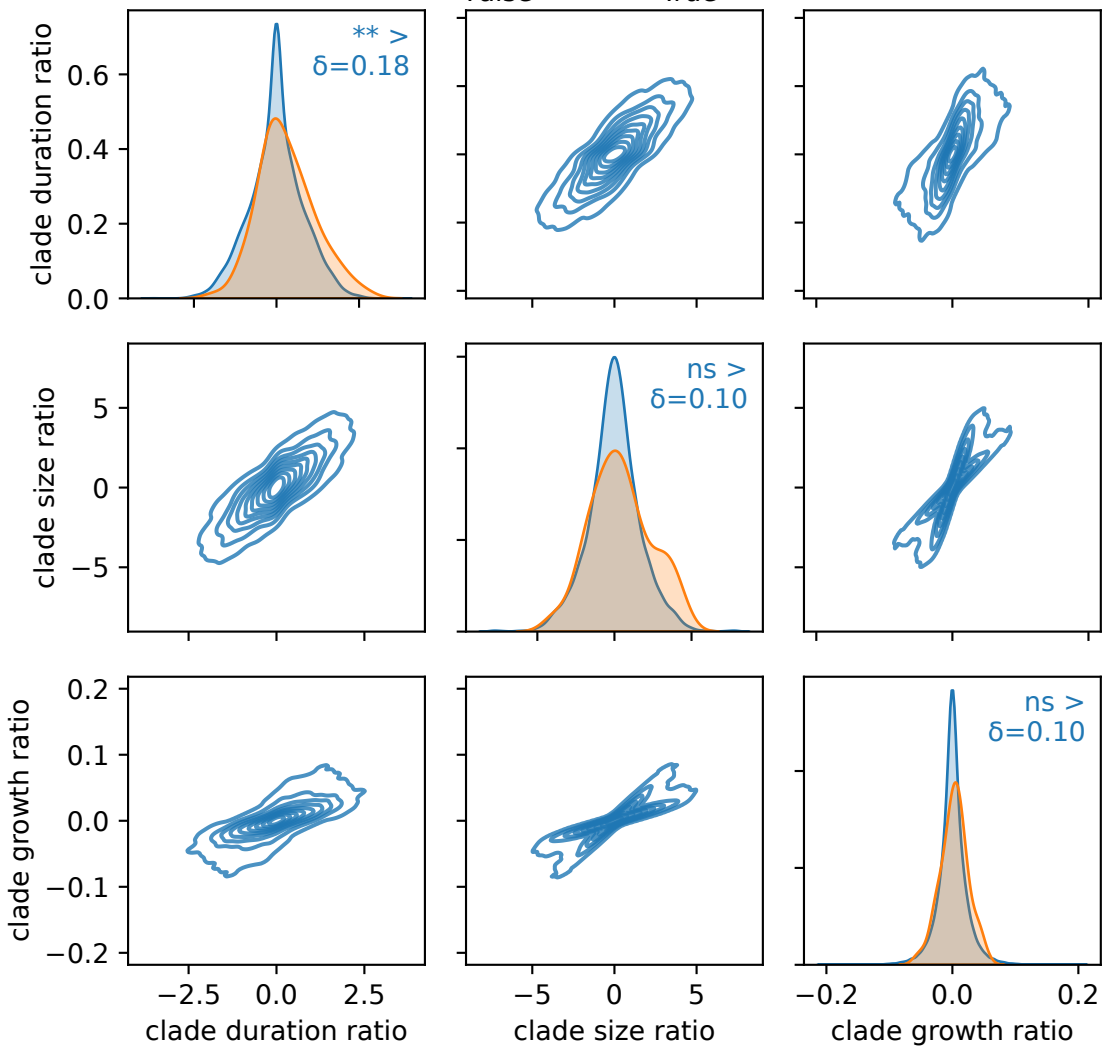 ** >
δ=0.18
clade duration ratio
0.6
0.4
0.2
0.0
ns >
δ=0.10
clade size ratio
5
0
−5
ns >
δ=0.10
clade growth ratio
0.2
0.1
0.0
−0.1
−0.2
−2.5 0.0 2.5
−5 0 5
−0.2 0.0 0.2
clade duration ratio
clade size ratio
clade growth ratio